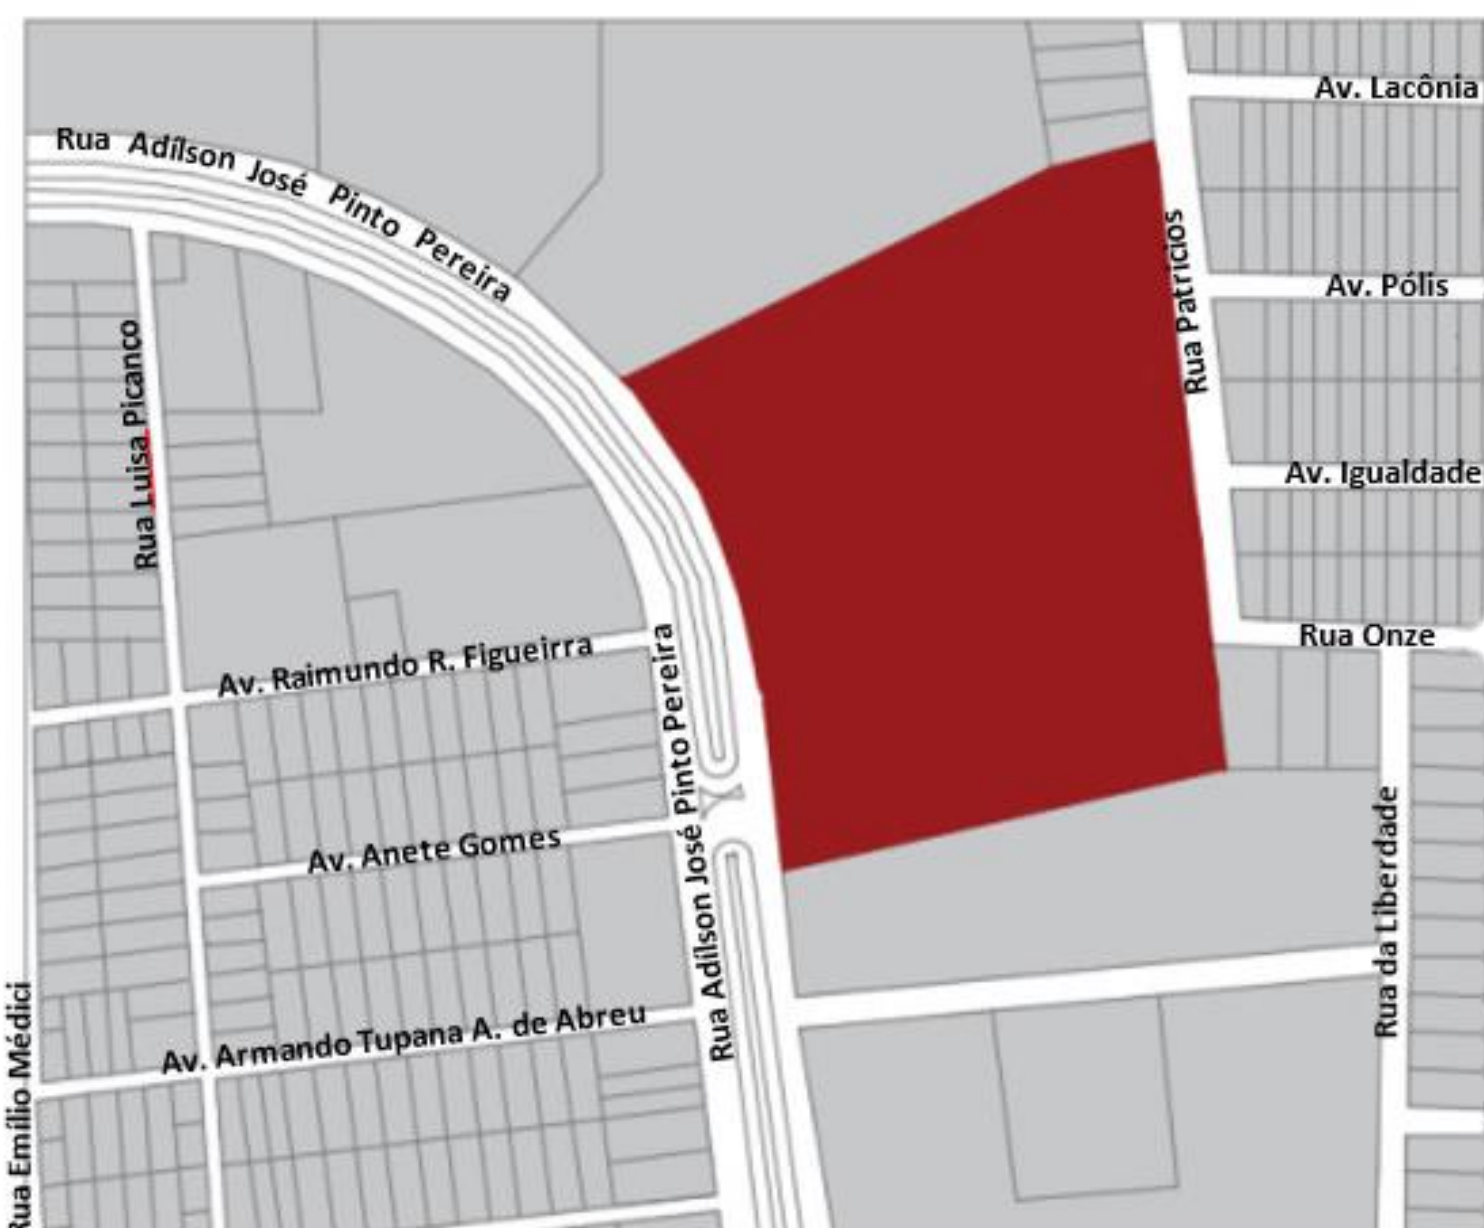 Av. Lacônia
Rua Adílson José Pinto Pereira
Rua Patrícios
Av. Pólis
Rua Luisa Picanco
Av. Igualdade
Rua Onze
Av. Raimundo R. Figueirra
Rua Adílson José Pinto Pereira
Av. Anete Gomes
Rua da Liberdade
Av. Armando Tupana A. de Abreu
Rua Emílio Médici